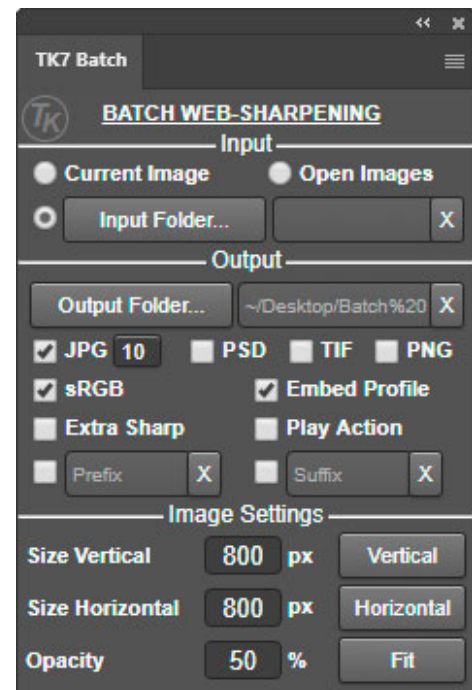 TK7 Batch
TK BATCH WEB-SHARPENING
Input
Current Image Open Images
Input Folder... X
Output
Output Folder... ~/Desktop/Batch%20 X
JPG 10 PSD TIF PNG
sRGB Embed Profile
Extra Sharp Play Action
Prefix X Suffix X
Image Settings
Size Vertical 800 px Vertical
Size Horizontal 800 px Horizontal
Opacity 50 % Fit